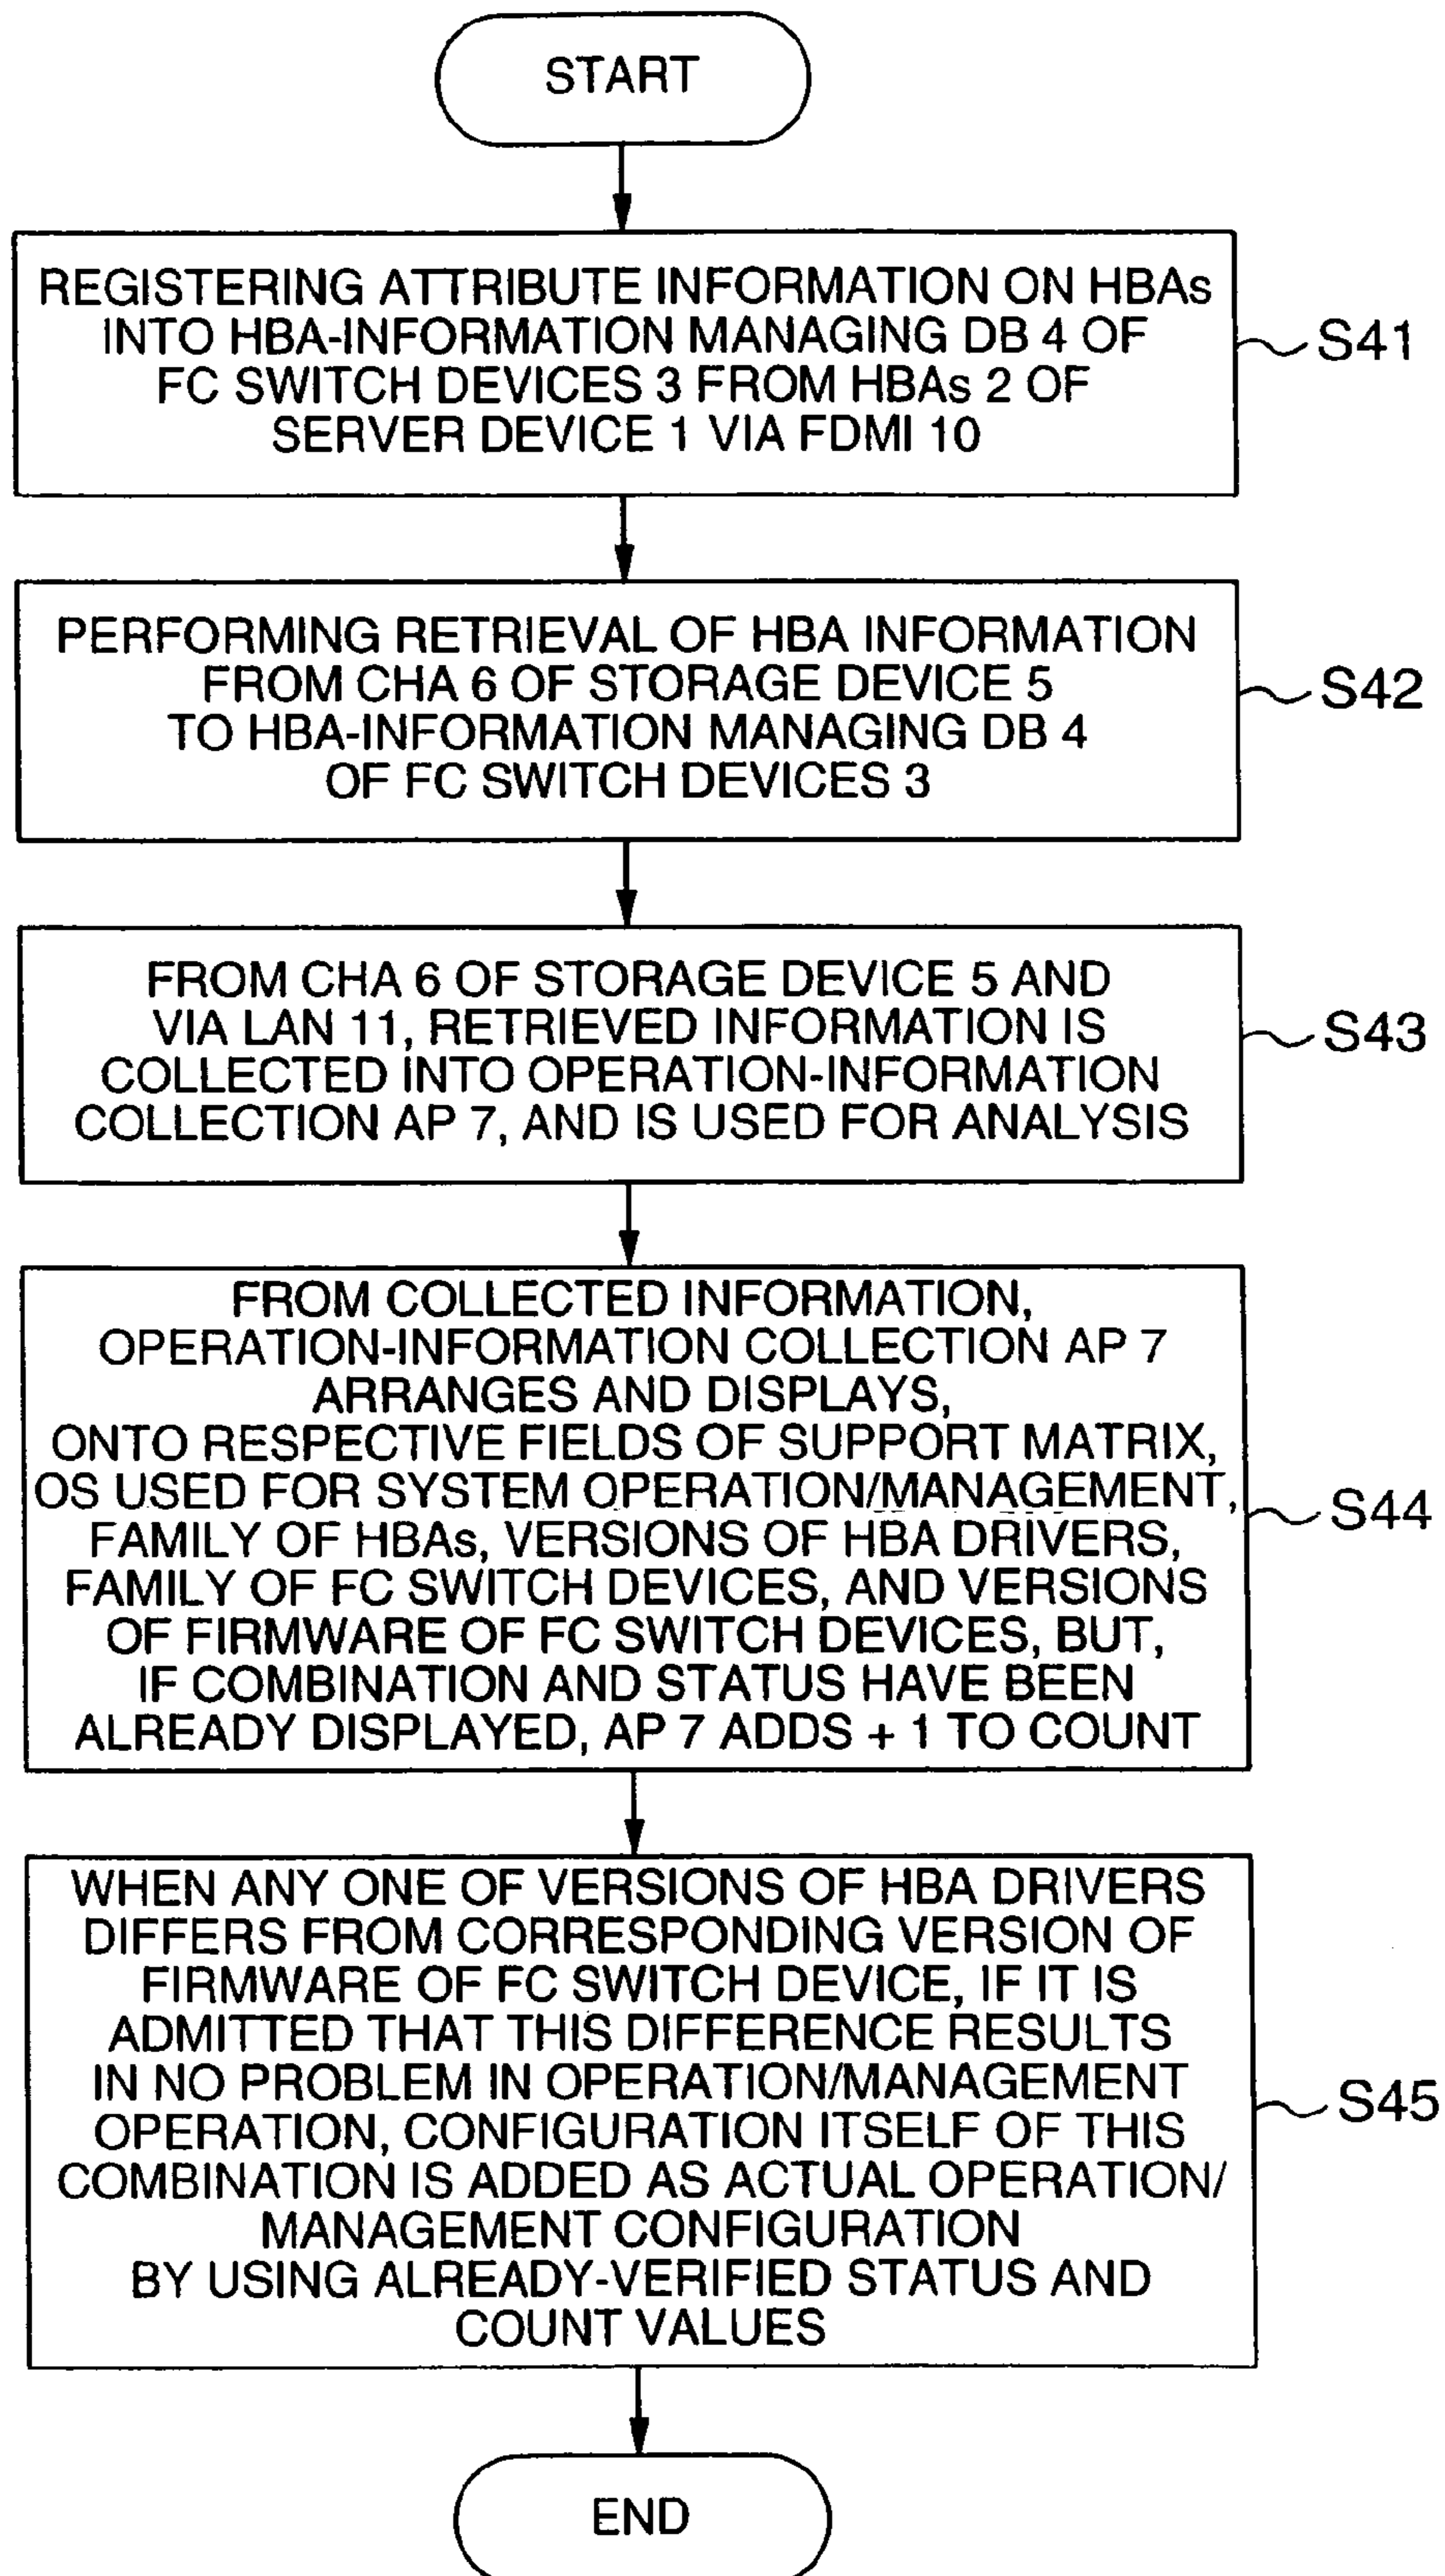 START
REGISTERING ATTRIBUTE INFORMATION ON HBAs
INTO HBA-INFORMATION MANAGING DB 4 OF
FC SWITCH DEVICES 3 FROM HBAs 2 OF
SERVER DEVICE 1 VIA FDMI 10
S41
PERFORMING RETRIEVAL OF HBA INFORMATION
FROM CHA 6 OF STORAGE DEVICE 5
TO HBA-INFORMATION MANAGING DB 4
OF FC SWITCH DEVICES 3
S42
FROM CHA 6 OF STORAGE DEVICE 5 AND
VIA LAN 11, RETRIEVED INFORMATION IS
COLLECTED INTO OPERATION-INFORMATION
COLLECTION AP 7, AND IS USED FOR ANALYSIS
S43
FROM COLLECTED INFORMATION,
OPERATION-INFORMATION COLLECTION AP 7
ARRANGES AND DISPLAYS,
ONTO RESPECTIVE FIELDS OF SUPPORT MATRIX,
OS USED FOR SYSTEM OPERATION/MANAGEMENT,
FAMILY OF HBAs, VERSIONS OF HBA DRIVERS,
FAMILY OF FC SWITCH DEVICES, AND VERSIONS
OF FIRMWARE OF FC SWITCH DEVICES, BUT,
IF COMBINATION AND STATUS HAVE BEEN
ALREADY DISPLAYED, AP 7 ADDS + 1 TO COUNT
S44
WHEN ANY ONE OF VERSIONS OF HBA DRIVERS
DIFFERS FROM CORRESPONDING VERSION OF
FIRMWARE OF FC SWITCH DEVICE, IF IT IS
ADMITTED THAT THIS DIFFERENCE RESULTS
IN NO PROBLEM IN OPERATION/MANAGEMENT
OPERATION, CONFIGURATION ITSELF OF THIS
COMBINATION IS ADDED AS ACTUAL OPERATION/
MANAGEMENT CONFIGURATION
BY USING ALREADY-VERIFIED STATUS AND
COUNT VALUES
S45
END